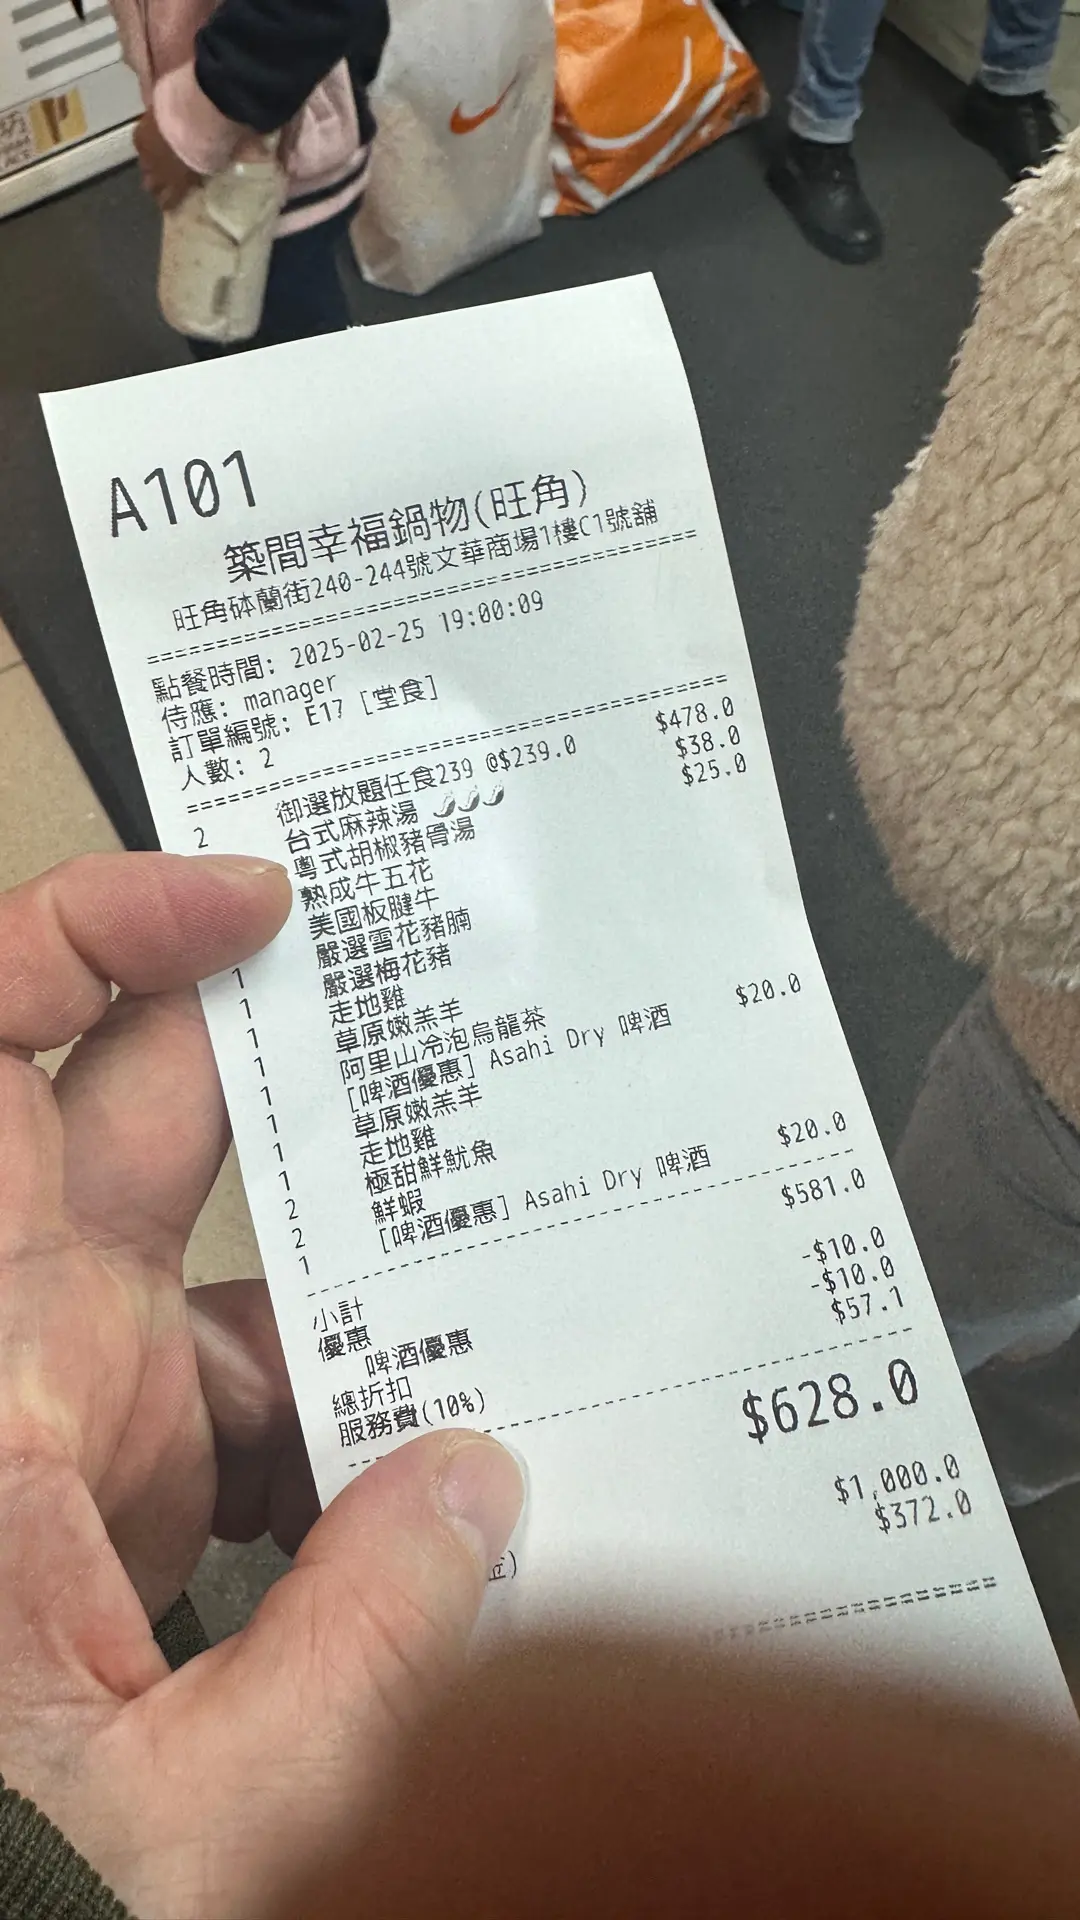 A101
築間幸福鍋物(旺角)
旺角砵蘭街240-244號文華商場1樓C1號舖
點餐時間: 2025-02-25 19:00:09
侍應: manager
訂單編號: E17 [堂食]
人數: 2
2 御選放題任食239 @$239.0 $478.0
台式麻辣湯 🌶🌶🌶 $38.0
粵式胡椒豬骨湯 $25.0
熟成牛五花
美國板腱牛
嚴選雪花豬腩
嚴選梅花豬
1 走地雞
1 草原嫩羔羊
1 阿里山冷泡烏龍茶
1 [啤酒優惠] Asahi Dry 啤酒 $20.0
1 草原嫩羔羊
1 走地雞
1 極甜鮮魷魚
2 鮮蝦
2 [啤酒優惠] Asahi Dry 啤酒 $20.0
1
小計 $581.0
優惠
啤酒優惠 -$10.0
總折扣 -$10.0
服務費(10%) $57.1
$628.0
$1,000.0
$372.0